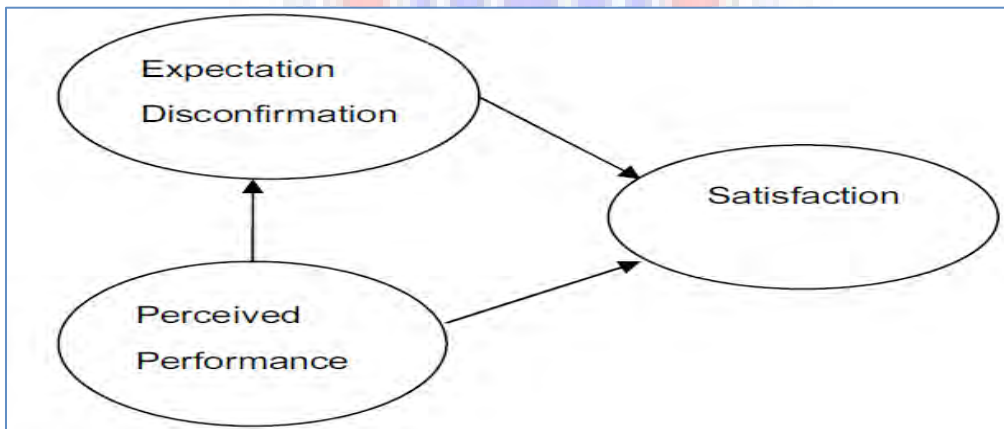 Expectation
Disconfirmation
Satisfaction
Perceived
Performance